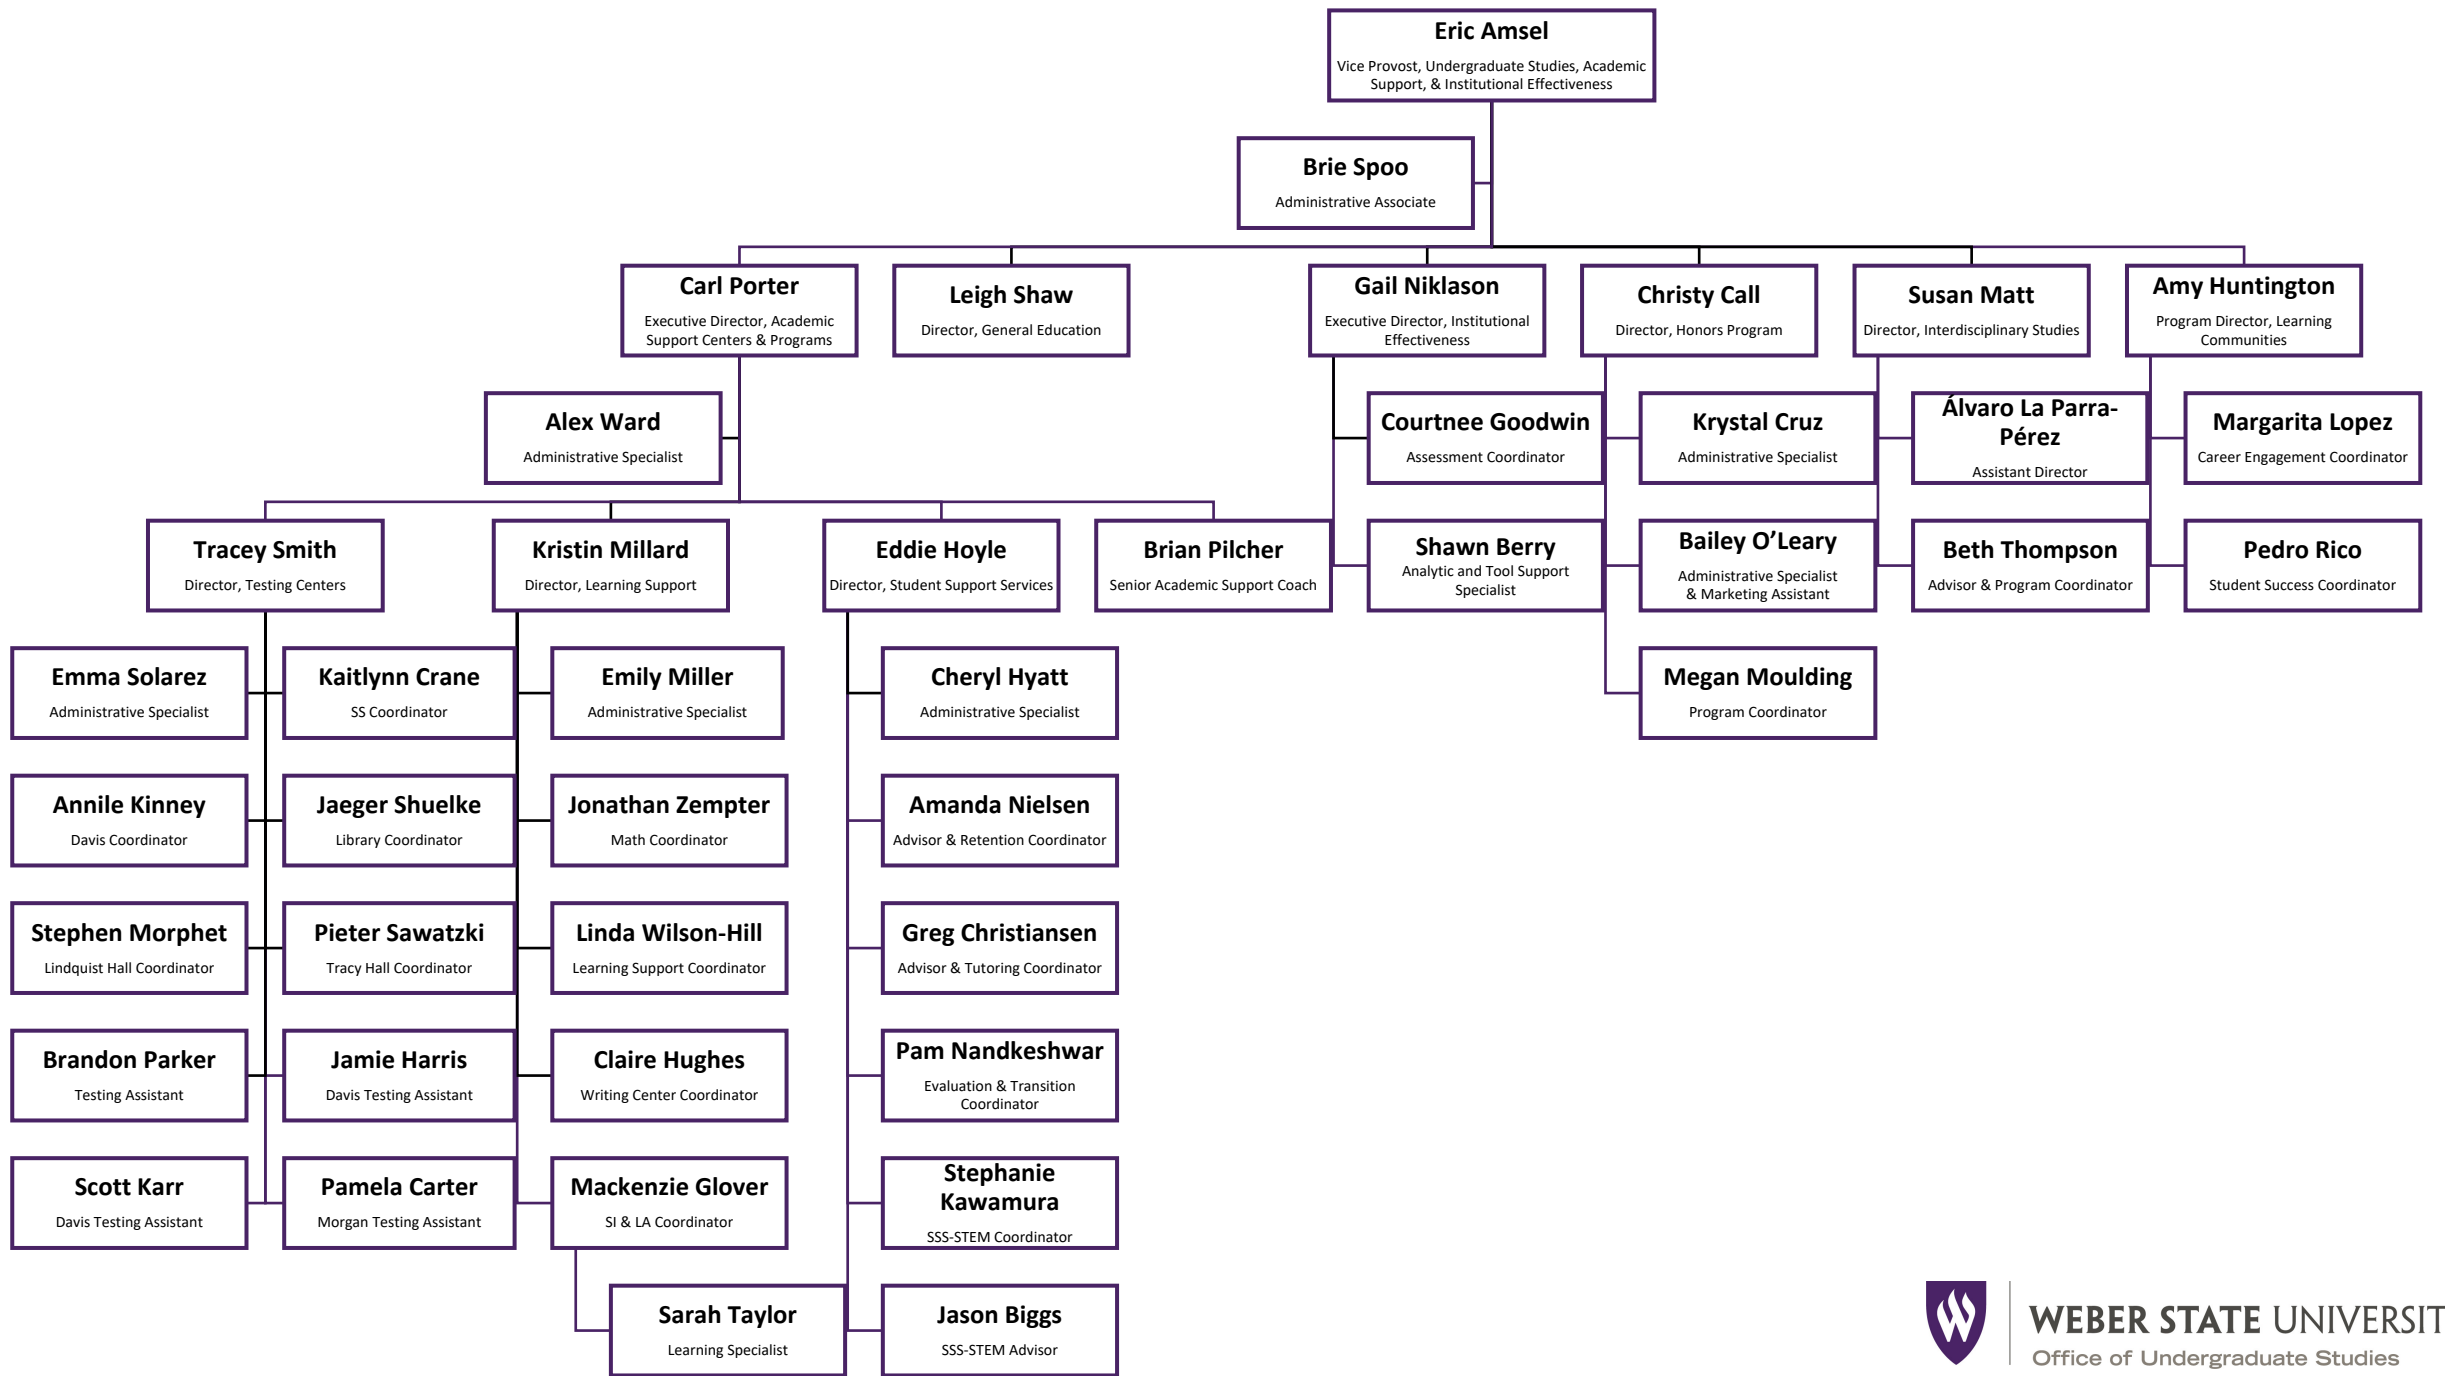 Eric Amsel
Vice Provost, Undergraduate Studies, Academic
Support, & Institutional Effectiveness
Brie Spoo
Administrative Associate
Carl Porter
Executive Director, Academic
Support Centers & Programs
Leigh Shaw
Director, General Education
Gail Niklason
Executive Director, Institutional
Effectiveness
Christy Call
Director, Honors Program
Susan Matt
Director, Interdisciplinary Studies
Amy Huntington
Program Director, Learning
Communities
Alex Ward
Administrative Specialist
Courtnee Goodwin
Assessment Coordinator
Krystal Cruz
Administrative Specialist
Álvaro La Parra-
Pérez
Assistant Director
Margarita Lopez
Career Engagement Coordinator
Tracey Smith
Director, Testing Centers
Kristin Millard
Director, Learning Support
Eddie Hoyle
Director, Student Support Services
Brian Pilcher
Senior Academic Support Coach
Shawn Berry
Analytic and Tool Support
Specialist
Bailey O’Leary
Administrative Specialist
& Marketing Assistant
Beth Thompson
Advisor & Program Coordinator
Pedro Rico
Student Success Coordinator
Emma Solarez
Administrative Specialist
Kaitlynn Crane
SS Coordinator
Emily Miller
Administrative Specialist
Cheryl Hyatt
Administrative Specialist
Megan Moulding
Program Coordinator
Annile Kinney
Davis Coordinator
Jaeger Shuelke
Library Coordinator
Jonathan Zempter
Math Coordinator
Amanda Nielsen
Advisor & Retention Coordinator
Stephen Morphet
Lindquist Hall Coordinator
Pieter Sawatzki
Tracy Hall Coordinator
Linda Wilson-Hill
Learning Support Coordinator
Greg Christiansen
Advisor & Tutoring Coordinator
Brandon Parker
Testing Assistant
Jamie Harris
Davis Testing Assistant
Claire Hughes
Writing Center Coordinator
Pam Nandkeshwar
Evaluation & Transition
Coordinator
Scott Karr
Davis Testing Assistant
Pamela Carter
Morgan Testing Assistant
Mackenzie Glover
SI & LA Coordinator
Stephanie
Kawamura
SSS-STEM Coordinator
Sarah Taylor
Learning Specialist
Jason Biggs
SSS-STEM Advisor
WEBER STATE UNIVERSIT
Office of Undergraduate Studies